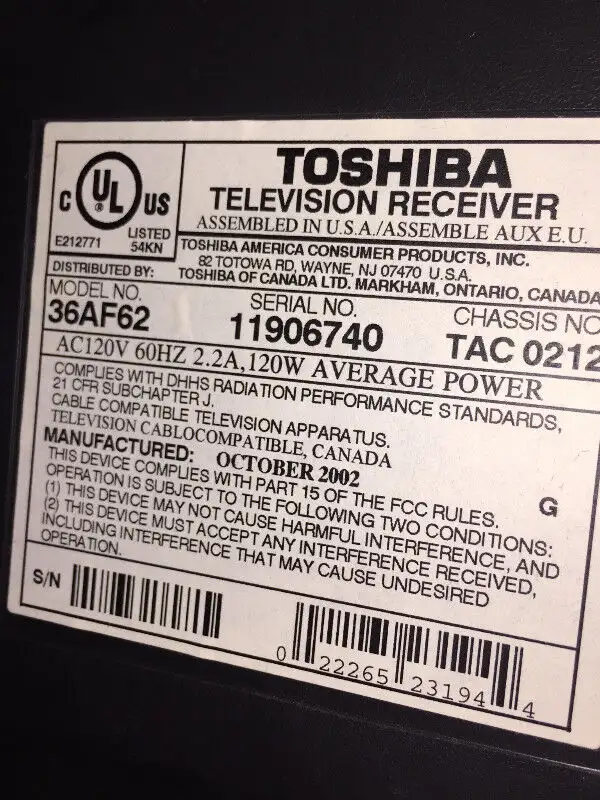 TOSHIBA
TELEVISION RECEIVER
ASSEMBLED IN U.S.A./ASSEMBLE AUX E.U.
C UL ® US
LISTED
E212771 54KN
DISTRIBUTED BY:
TOSHIBA AMERICA CONSUMER PRODUCTS, INC.
82 TOTOWA RD, WAYNE, NJ 07470 U.S.A.
TOSHIBA OF CANADA LTD. MARKHAM, ONTARIO, CANADA
MODEL NO. SERIAL NO. CHASSIS NO
36AF62 11906740 TAC 0212
AC120V 60HZ 2.2A,120W AVERAGE POWER
COMPLIES WITH DHHS RADIATION PERFORMANCE STANDARDS,
21 CFR SUBCHAPTER J.
CABLE COMPATIBLE TELEVISION APPARATUS.
TELEVISION CABLOCOMPATIBLE, CANADA
MANUFACTURED: OCTOBER 2002
G
THIS DEVICE COMPLIES WITH PART 15 OF THE FCC RULES.
OPERATION IS SUBJECT TO THE FOLLOWING TWO CONDITIONS:
(1) THIS DEVICE MAY NOT CAUSE HARMFUL INTERFERENCE, AND
(2) THIS DEVICE MUST ACCEPT ANY INTERFERENCE RECEIVED,
INCLUDING INTERFERENCE THAT MAY CAUSE UNDESIRED
OPERATION.
S/N
0 22265 23194 4